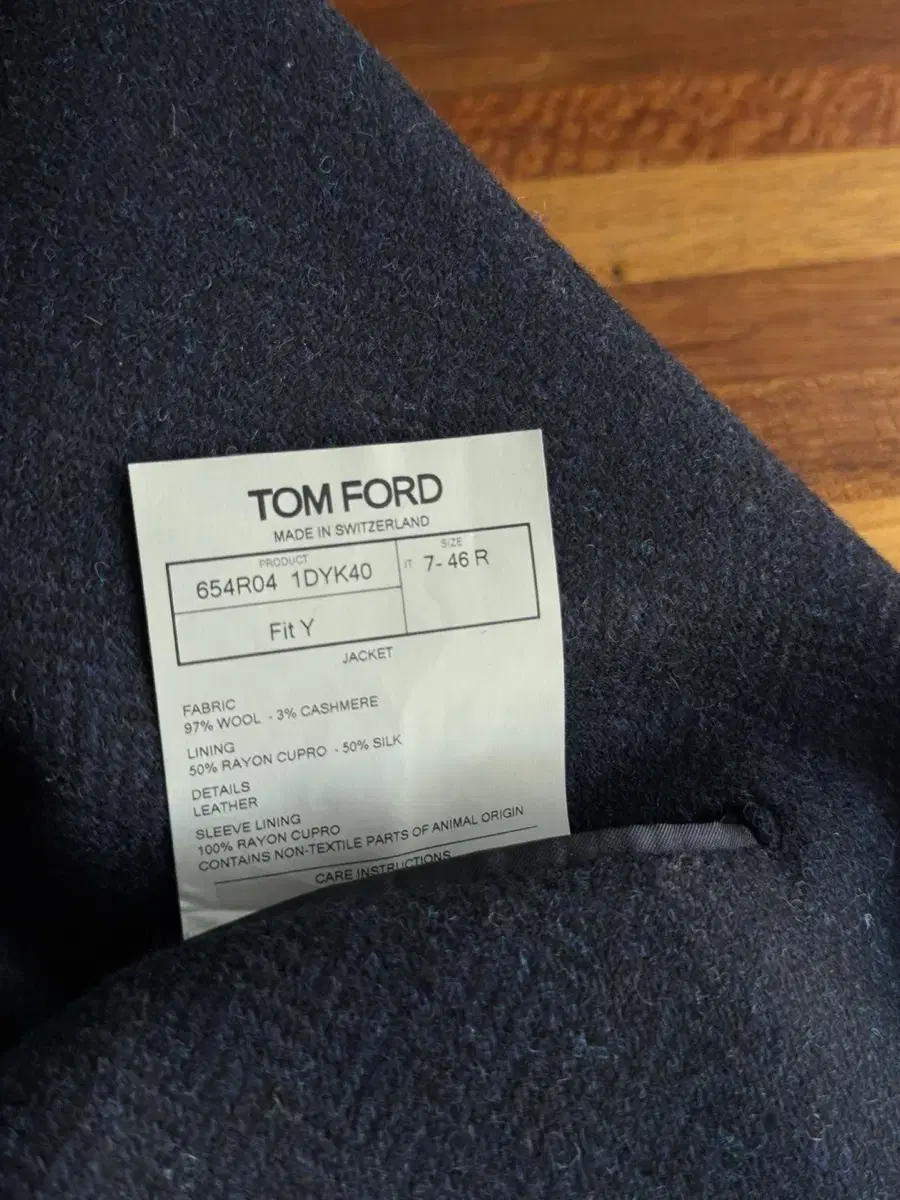 TOM FORD
MADE IN SWITZERLAND
PRODUCT
654R04 1DYK40
SIZE
IT 7-46 R
Fit Y
JACKET
FABRIC
97% WOOL - 3% CASHMERE
LINING
50% RAYON CUPRO - 50% SILK
DETAILS
LEATHER
SLEEVE LINING
100% RAYON CUPRO
CONTAINS NON-TEXTILE PARTS OF ANIMAL ORIGIN
CARE INSTRUCTIONS